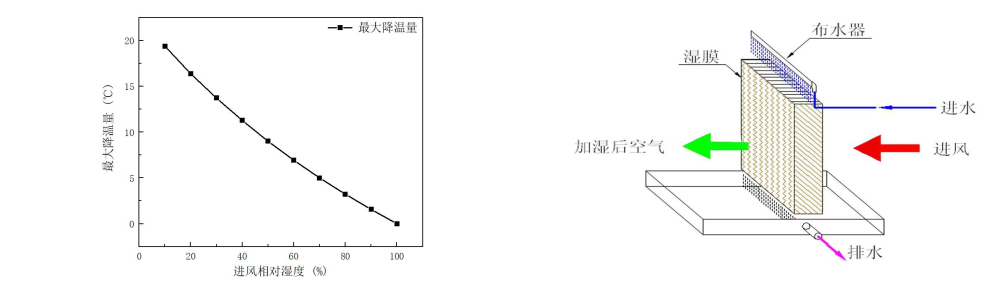 最大降温量
20
15
10
5
0
最大降温量（℃）
0 20 40 60 80 100
进风相对湿度（%）
布水器
湿膜
进水
加湿后空气
进风
排水